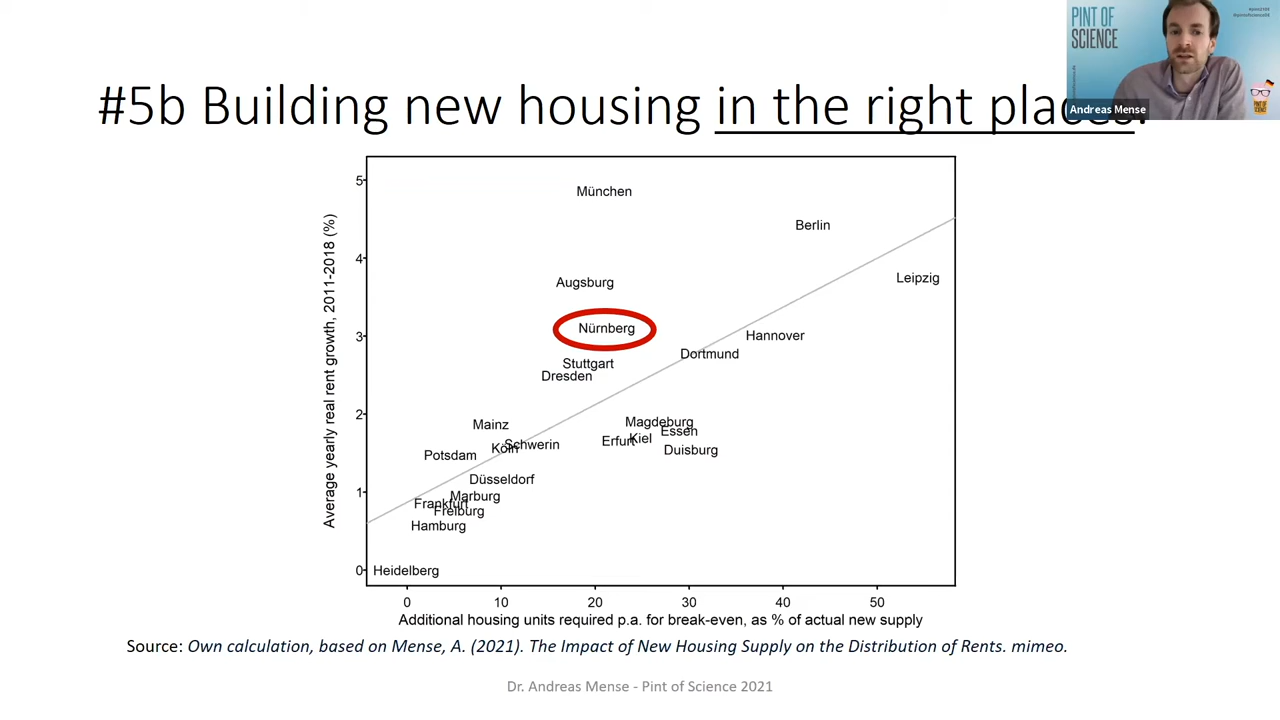 PINT OF
SCIENCE
Andreas Mense
#5b Building new housing in the right places.
5
4
3
2
1
0
Average yearly real rent growth, 2011-2018 (%)
München
Berlin
Leipzig
Augsburg
Nürnberg
Hannover
Dortmund
Stuttgart
Dresden
Mainz
Magdeburg
Essen
Kiel
Erfurt
Duisburg
Schwerin
Köln
Potsdam
Düsseldorf
Marburg
Frankfurt
Freiburg
Hamburg
Heidelberg
0 10 20 30 40 50
Additional housing units required p.a. for break-even, as % of actual new supply
Source: Own calculation, based on Mense, A. (2021). The Impact of New Housing Supply on the Distribution of Rents. mimeo.
Dr. Andreas Mense - Pint of Science 2021